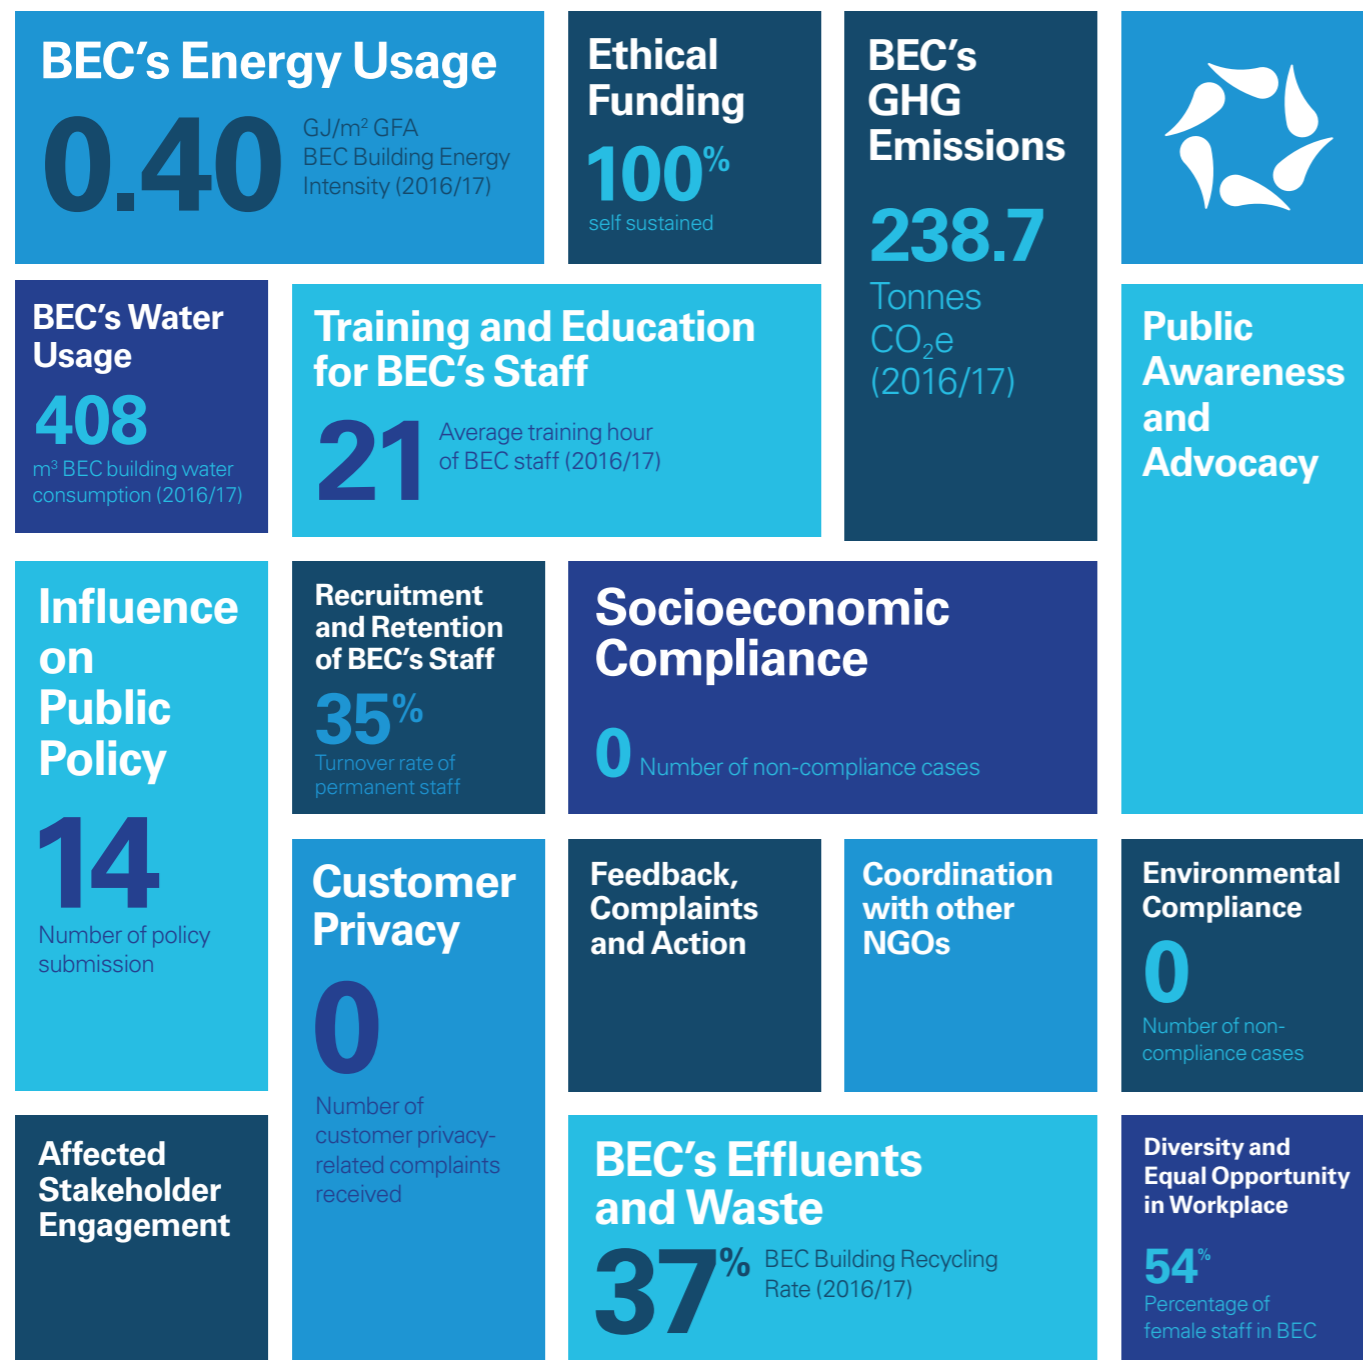 BEC’s Energy Usage
0.40
GJ/m² GFA
BEC Building Energy
Intensity (2016/17)
Ethical
Funding
100%
self sustained
BEC’s
GHG
Emissions
238.7
Tonnes
CO₂e
(2016/17)
BEC’s Water
Usage
408
m³ BEC building water
consumption (2016/17)
Training and Education
for BEC’s Staff
21
Average training hour
of BEC staff (2016/17)
Public
Awareness
and
Advocacy
Influence
on
Public
Policy
14
Number of policy
submission
Recruitment
and Retention
of BEC’s Staff
35%
Turnover rate of
permanent staff
Socioeconomic
Compliance
0 Number of non-compliance cases
Customer
Privacy
0
Number of
customer privacy-
related complaints
received
Feedback,
Complaints
and Action
Coordination
with other
NGOs
Environmental
Compliance
0
Number of non-
compliance cases
Affected
Stakeholder
Engagement
BEC’s Effluents
and Waste
37%
BEC Building Recycling
Rate (2016/17)
Diversity and
Equal Opportunity
in Workplace
54%
Percentage of
female staff in BEC